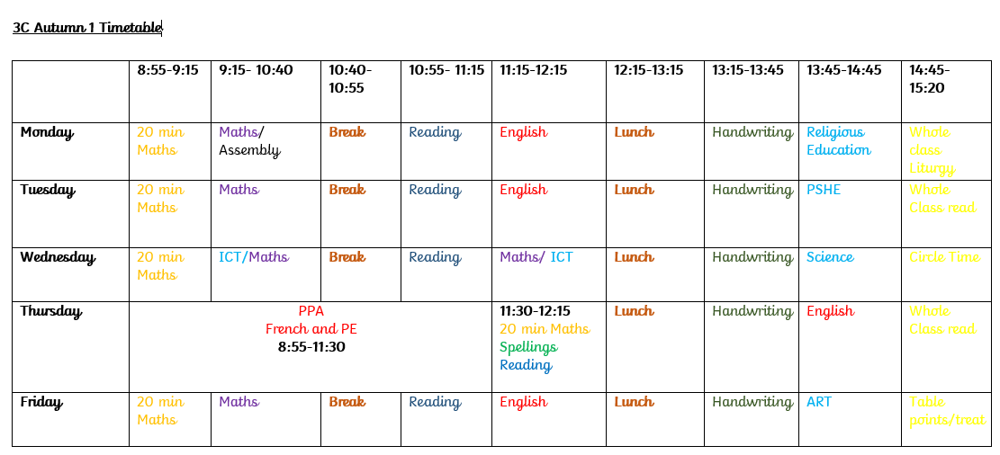 3C Autumn 1 Timetable
8:55-9:15 9:15- 10:40 10:40- 10:55- 11:15 11:15-12:15 12:15-13:15 13:15-13:45 13:45-14:45 14:45-
10:55 15:20
Monday 20 min Maths/ Break Reading English Lunch Handwriting Religious Whole
Maths Assembly Education class
Liturgy
Tuesday 20 min Maths Break Reading English Lunch Handwriting PSHE Whole
Maths Class read
Wednesday 20 min ICT/Maths Break Reading Maths/ ICT Lunch Handwriting Science Circle Time
Maths
Thursday PPA 11:30-12:15 Lunch Handwriting English Whole
French and PE 20 min Maths Class read
8:55-11:30 Spellings
Reading
Friday 20 min Maths Break Reading English Lunch Handwriting ART Table
Maths points/treat